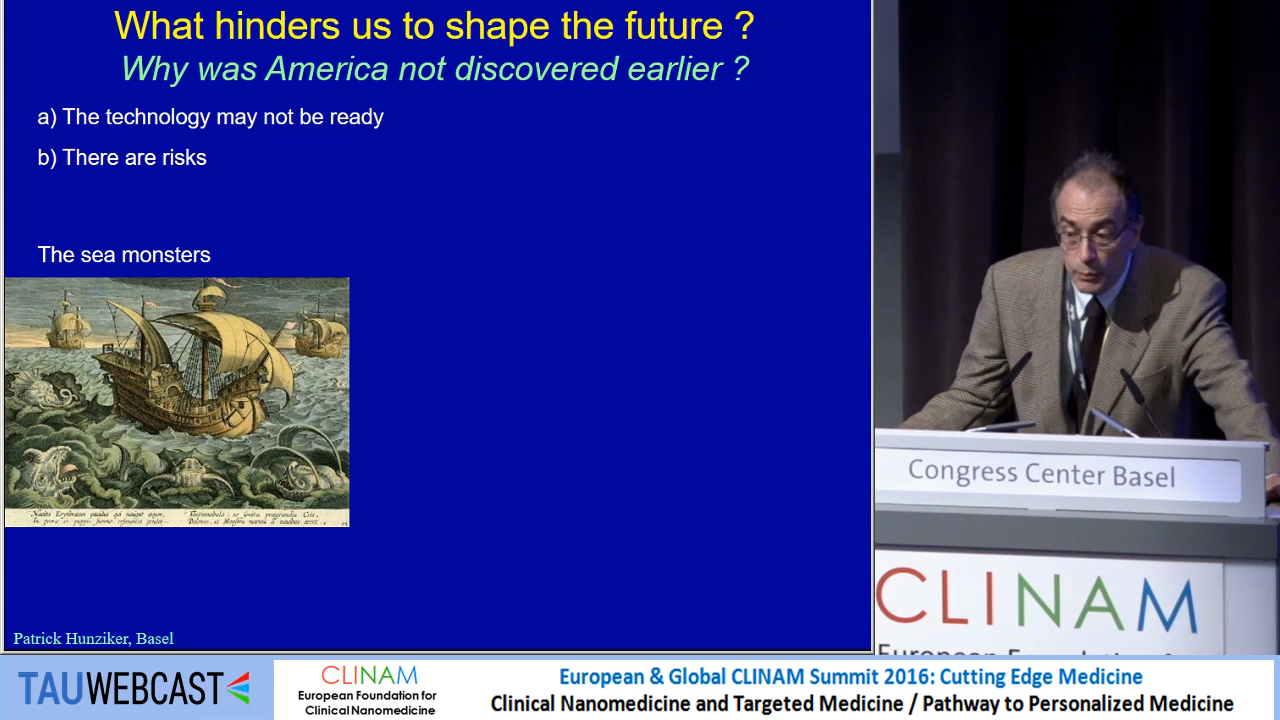 What hinders us to shape the future ?
Why was America not discovered earlier ?
a) The technology may not be ready
b) There are risks
The sea monsters
Patrick Hunziker, Basel
Congress Center Basel
CLINAM
TAUWEBCAST
CLINAM
European Foundation for
Clinical Nanomedicine
European & Global CLINAM Summit 2016: Cutting Edge Medicine
Clinical Nanomedicine and Targeted Medicine / Pathway to Personalized Medicine